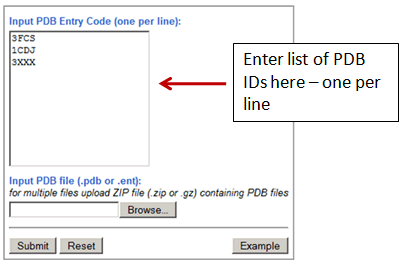 Input PDB Entry Code (one per line):
3FCS
1CDJ
3XXX
Enter list of PDB
IDs here – one per
line
Input PDB file (.pdb or .ent):
for multiple files upload ZIP file (.zip or .gz) containing PDB files
Browse...
Submit Reset Example